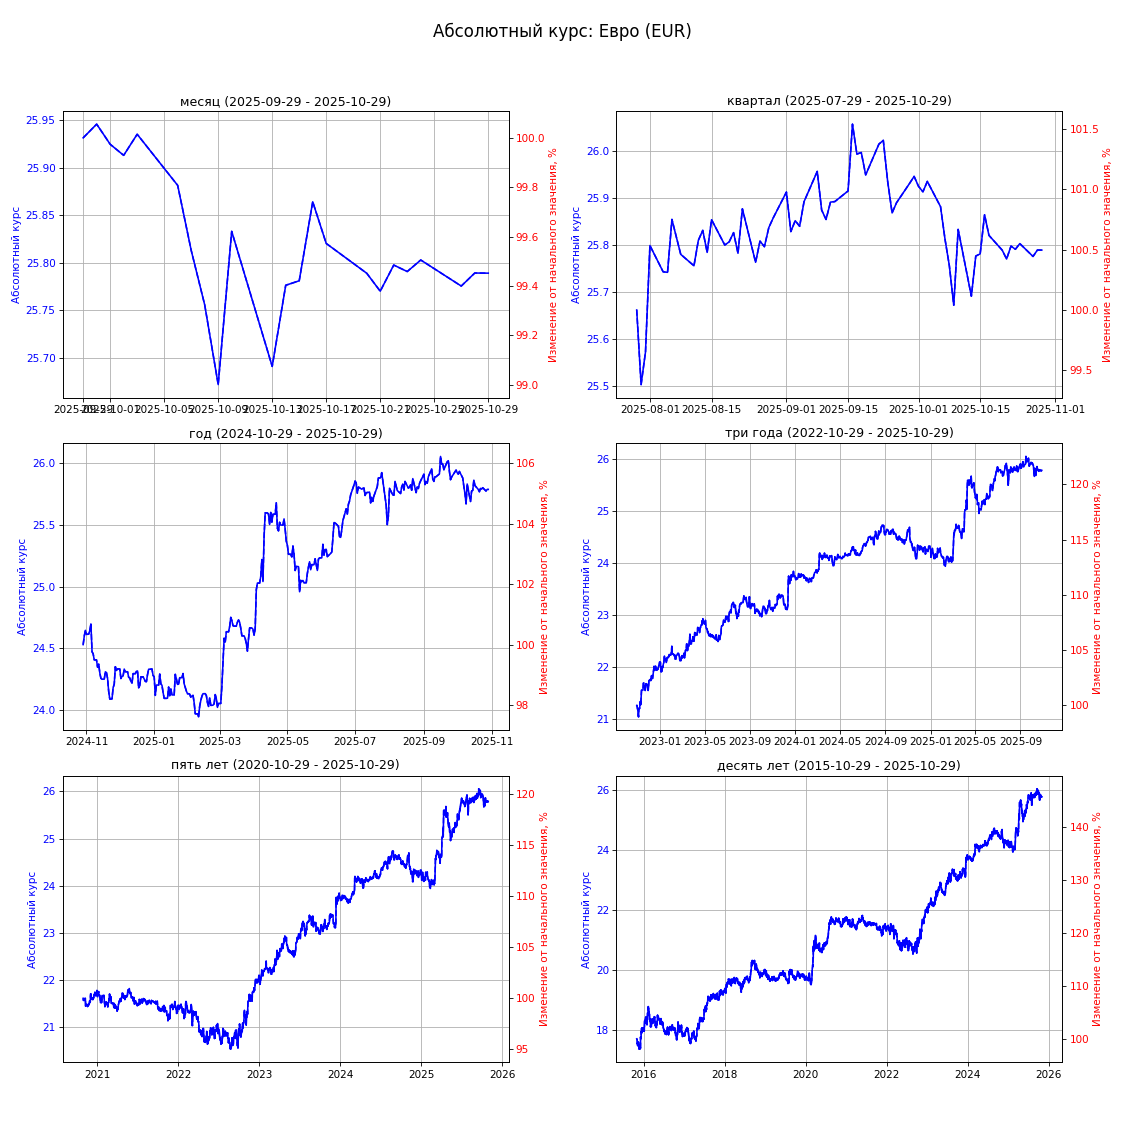 Абсолютный курс: Евро (EUR)
месяц (2025-09-29 - 2025-10-29)
Абсолютный курс
25.95
25.90
25.85
25.80
25.75
25.70
100.0
99.8
99.6
99.4
99.2
99.0
Изменение от начального значения, %
2025-09-29 2025-10-01 2025-10-05 2025-10-09 2025-10-13 2025-10-17 2025-10-21 2025-10-25 2025-10-29
квартал (2025-07-29 - 2025-10-29)
Абсолютный курс
26.0
25.9
25.8
25.7
25.6
25.5
101.5
101.0
100.5
100.0
99.5
Изменение от начального значения, %
2025-08-01 2025-08-15 2025-09-01 2025-09-15 2025-10-01 2025-10-15 2025-11-01
год (2024-10-29 - 2025-10-29)
Абсолютный курс
26.0
25.5
25.0
24.5
24.0
106
104
102
100
98
Изменение от начального значения, %
2024-11 2025-01 2025-03 2025-05 2025-07 2025-09 2025-11
три года (2022-10-29 - 2025-10-29)
Абсолютный курс
26
25
24
23
22
21
120
115
110
105
100
Изменение от начального значения, %
2023-01 2023-05 2023-09 2024-01 2024-05 2024-09 2025-01 2025-05 2025-09
пять лет (2020-10-29 - 2025-10-29)
Абсолютный курс
26
25
24
23
22
21
120
115
110
105
100
95
Изменение от начального значения, %
2021 2022 2023 2024 2025 2026
десять лет (2015-10-29 - 2025-10-29)
Абсолютный курс
26
24
22
20
18
140
130
120
110
100
Изменение от начального значения, %
2016 2018 2020 2022 2024 2026